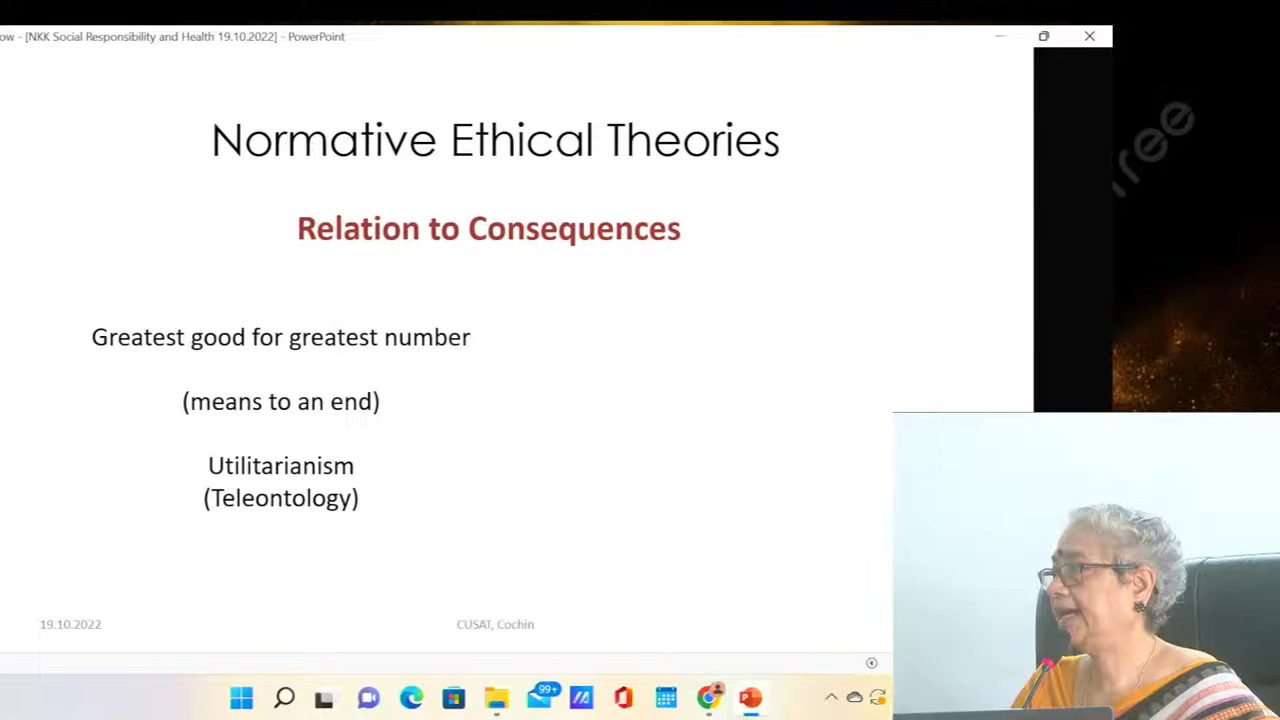 ow - [NKK Social Responsibility and Health 19.10.2022] - PowerPoint
Normative Ethical Theories
Relation to Consequences
Greatest good for greatest number
(means to an end)
Utilitarianism
(Teleontology)
19.10.2022
CUSAT, Cochin
99+